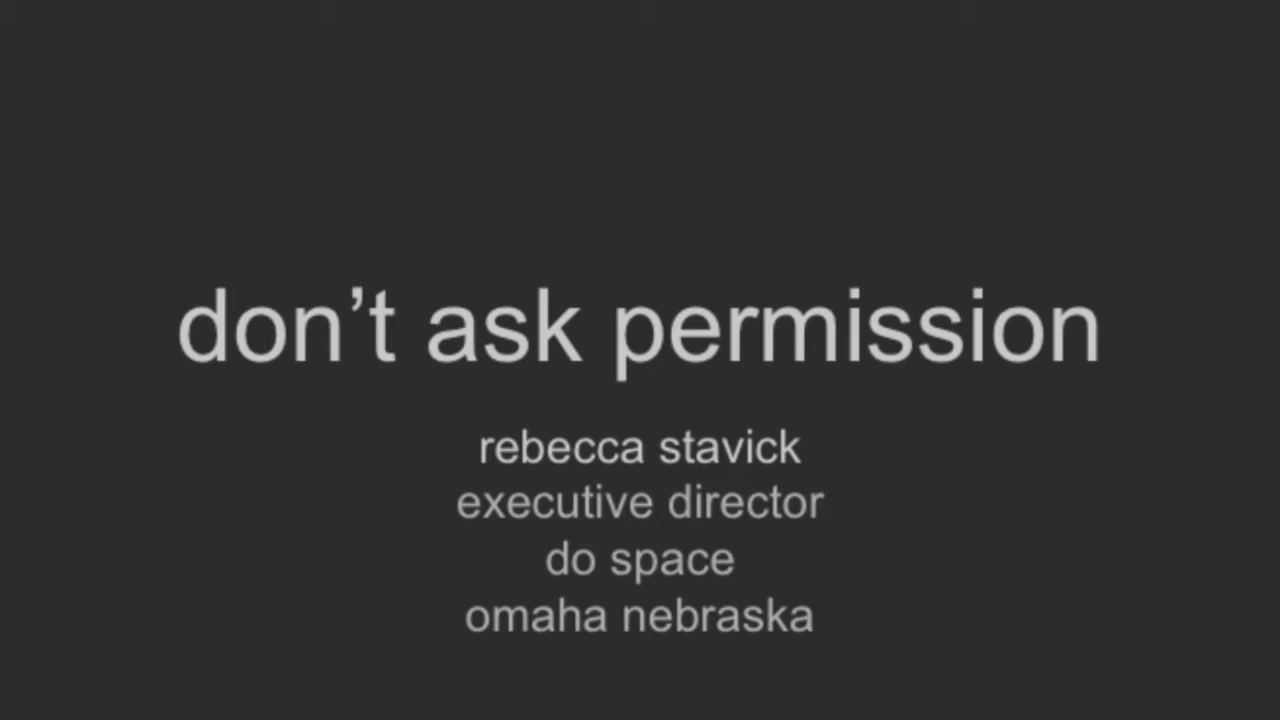 don’t ask permission
rebecca stavick
executive director
do space
omaha nebraska